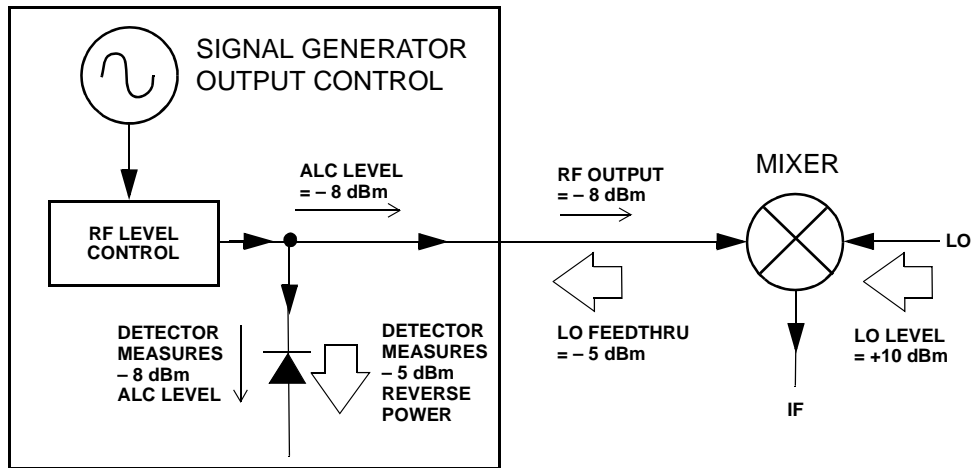 SIGNAL GENERATOR
OUTPUT CONTROL
ALC LEVEL
= – 8 dBm
RF OUTPUT
= – 8 dBm
MIXER
RF LEVEL
CONTROL
LO
DETECTOR
MEASURES
– 8 dBm
ALC LEVEL
DETECTOR
MEASURES
– 5 dBm
REVERSE
POWER
LO FEEDTHRU
= – 5 dBm
LO LEVEL
= +10 dBm
IF